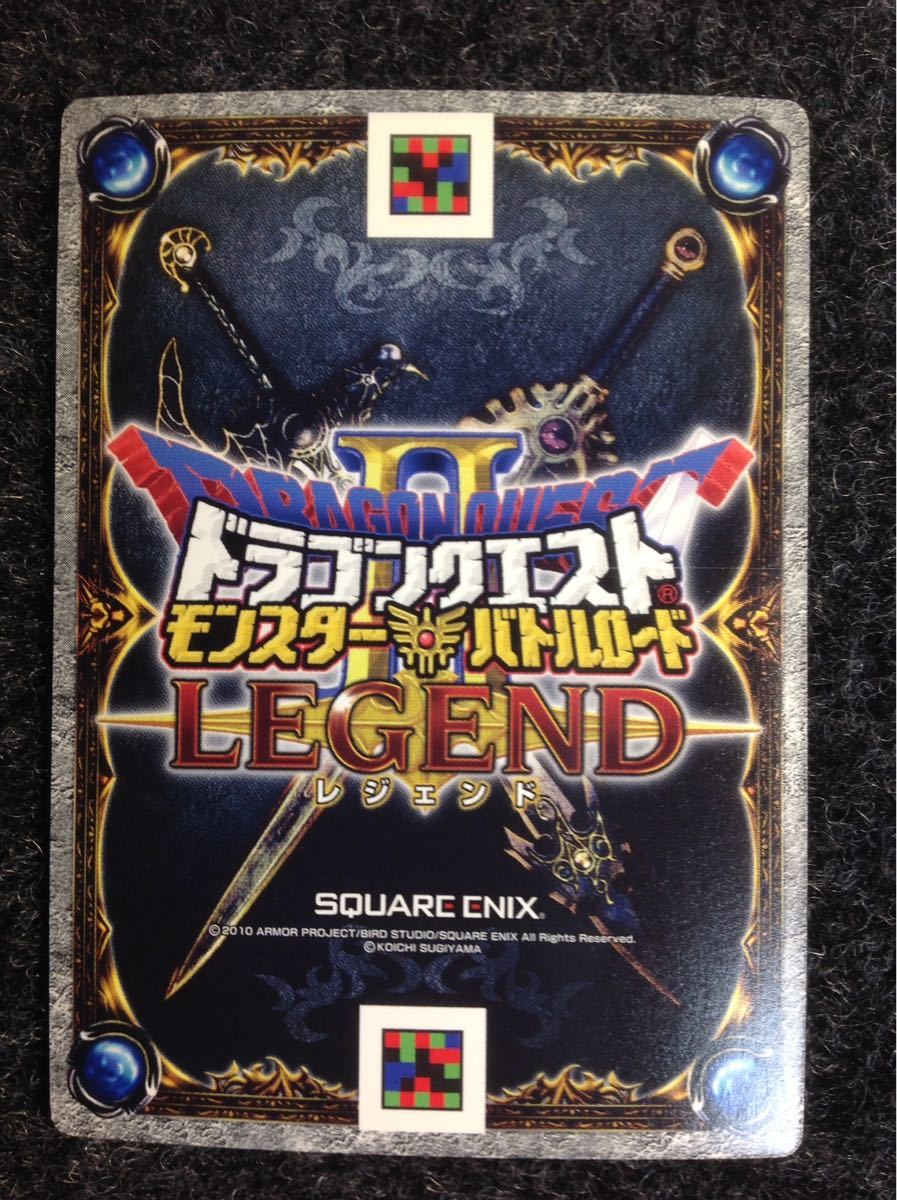 DRAGON QUEST
II
ドラゴンクエスト®
モンスターバトルロード
LEGEND
レジェンド
SQUARE ENIX®
©2010 ARMOR PROJECT/BIRD STUDIO/SQUARE ENIX All Rights Reserved.
©KOICHI SUGIYAMA